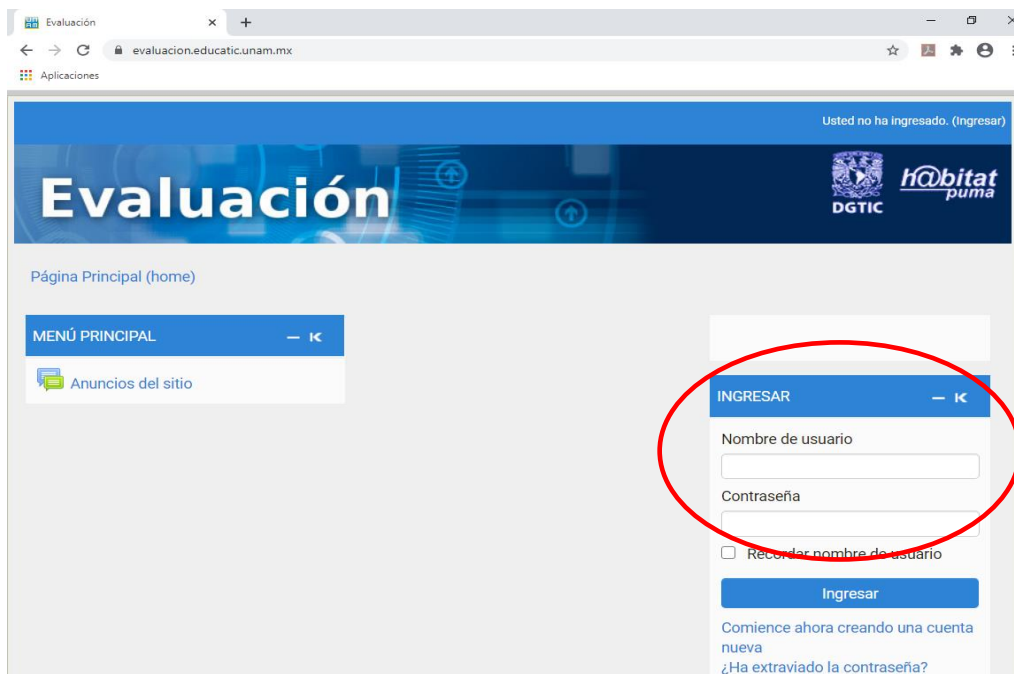 Evaluación
evaluacion.educatic.unam.mx
Aplicaciones
Usted no ha ingresado. (Ingresar)
Evaluación
DGTIC
h@bitat
puma
Página Principal (home)
MENÚ PRINCIPAL
Anuncios del sitio
INGRESAR
Nombre de usuario
Contraseña
Recordar nombre de usuario
Ingresar
Comience ahora creando una cuenta
nueva
¿Ha extraviado la contraseña?